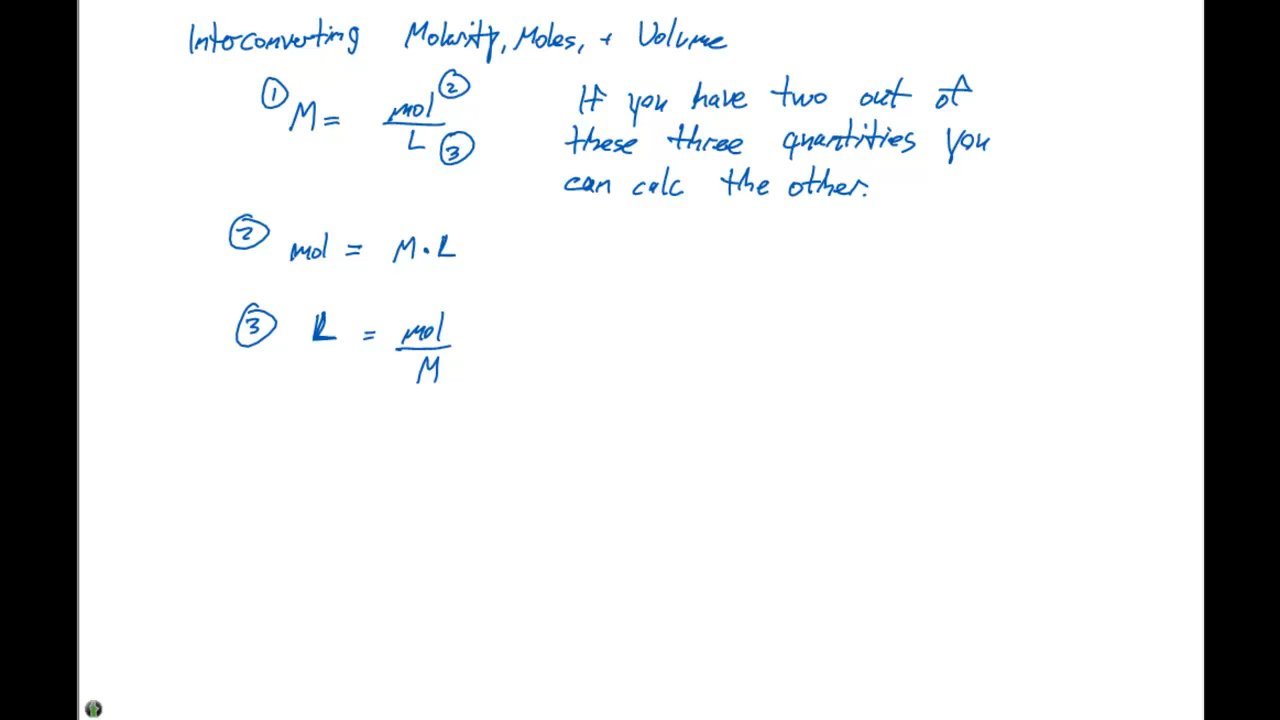 Interconverting Molarity, Moles, + Volume
① M = mol ② / L ③
If you have two out of
these three quantities you
can calc the other.
② mol = M · L
③ L = mol / M